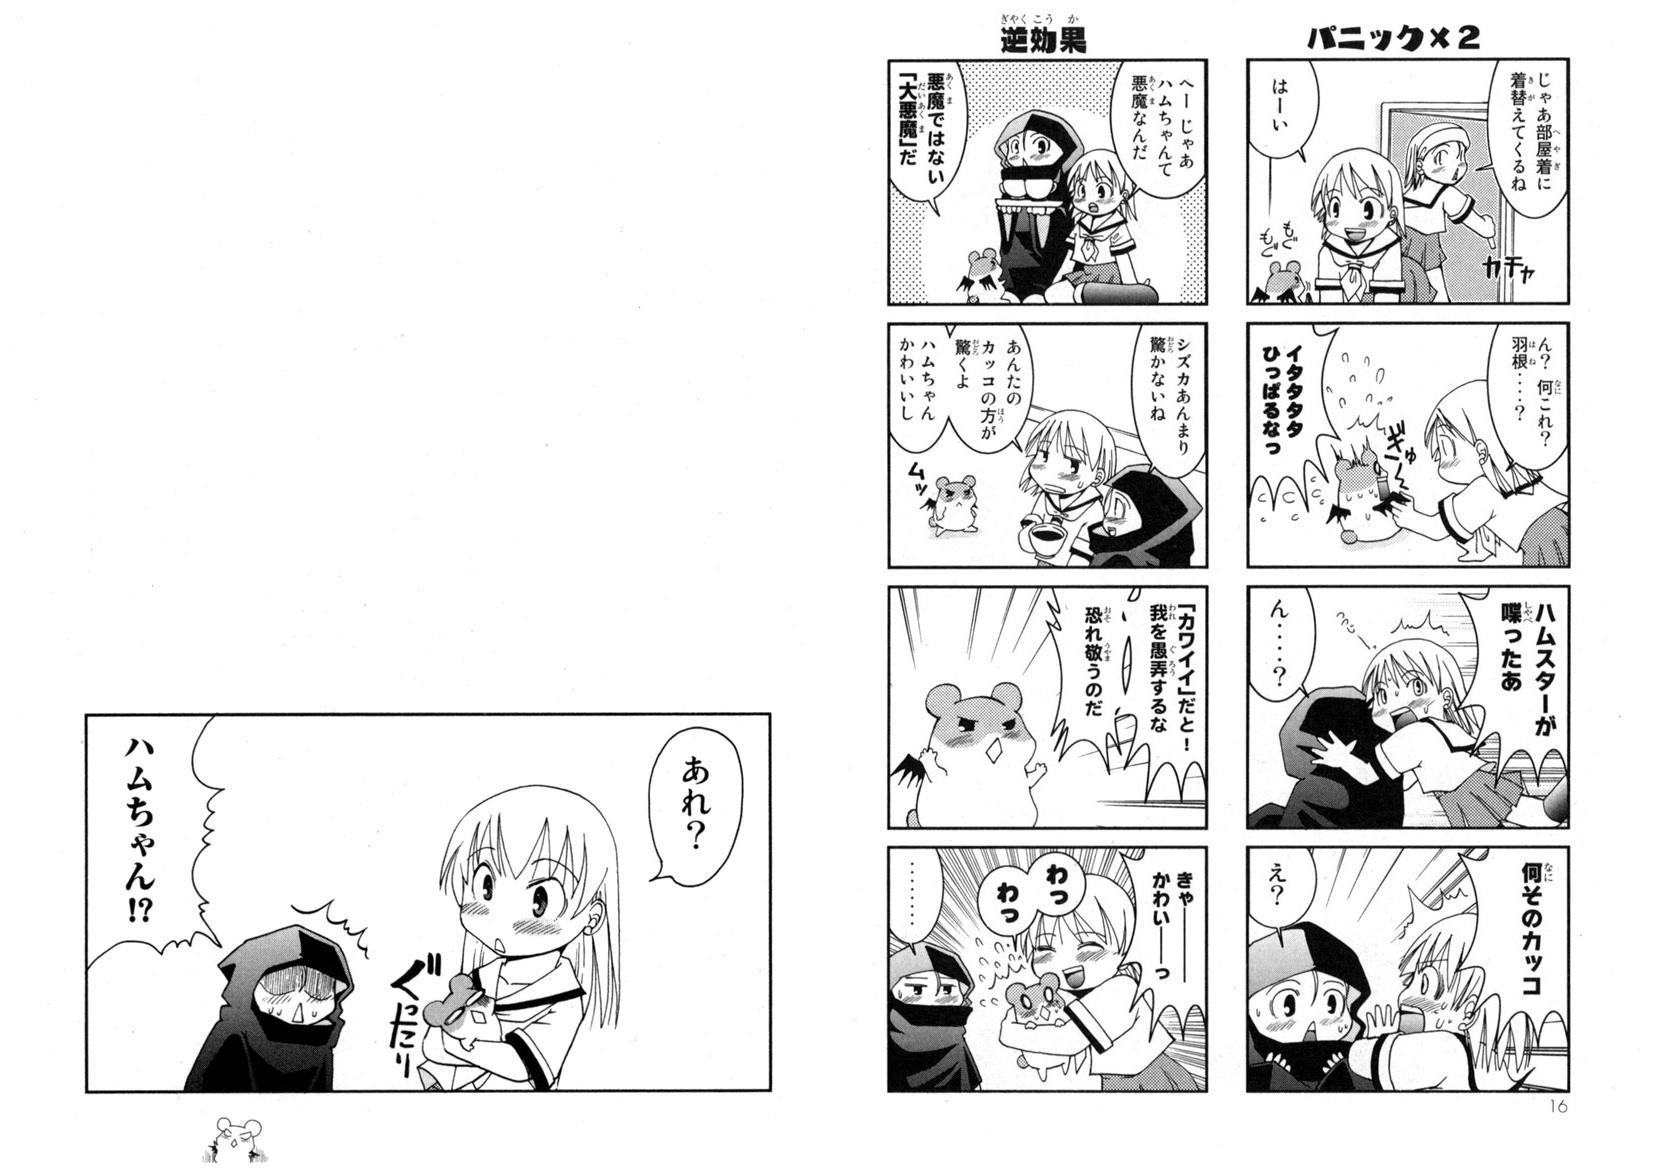 パニック×２
じゃあ部屋着に
着替えてくるね
はーい
もぞ
もぞ
カチャ
ん？何これ？
羽根‥‥？
ギュ
イタタタタ
ひっぱるなっ
ハムスターが
喋ったあ
ん‥‥？
何そのカッコ
え？
16
逆効果
へーじゃあ
ハムちゃんて
悪魔なんだ
悪魔ではない
「大悪魔」だ
シズカあんまり
驚かないね
あんたの
カッコの方が
驚くよ
ハムちゃん
かわいいし
ムッ
「カワイイ」だと！
我を愚弄するな
恐れ敬うのだ
きゃ――
かわい――っ
わっ
わっ
‥‥‥
あれ？
ぐったり
ハムちゃん!?